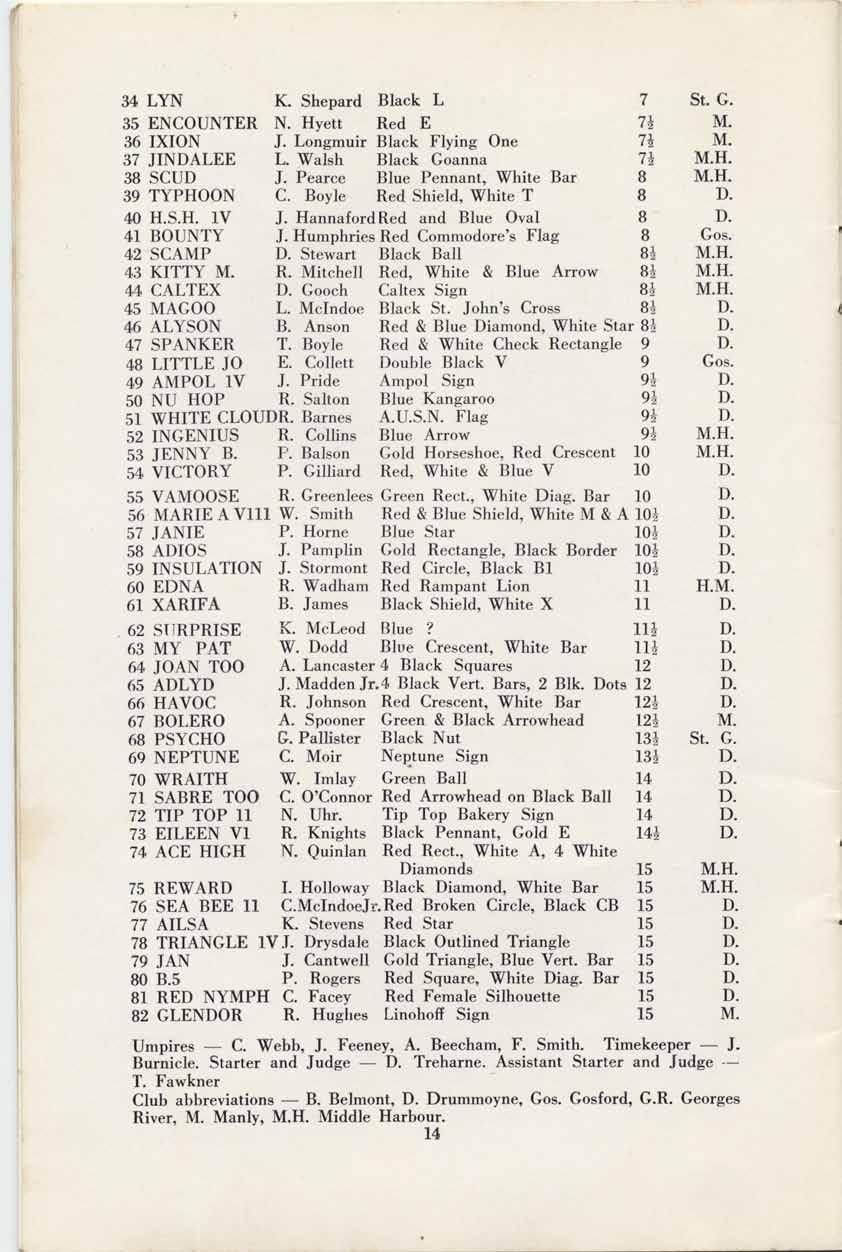 34 LYN K. Shepard Black L 7 St. G.
35 ENCOUNTER N. Hyett Red E 7½ M.
36 IXION J. Longmuir Black Flying One 7½ M.
37 JINDALEE L. Walsh Black Goanna 7½ M.H.
38 SCUD J. Pearce Blue Pennant, White Bar 8 M.H.
39 TYPHOON C. Boyle Red Shield, White T 8 D.
40 H.S.H. 1V J. Hannaford Red and Blue Oval 8 D.
41 BOUNTY J. Humphries Red Commodore's Flag 8 Gos.
42 SCAMP D. Stewart Black Ball 8½ M.H.
43 KITTY M. R. Mitchell Red, White & Blue Arrow 8½ M.H.
44 CALTEX D. Gooch Caltex Sign 8½ M.H.
45 MAGOO L. McIndoe Black St. John's Cross 8½ D.
46 ALYSON B. Anson Red & Blue Diamond, White Star 8½ D.
47 SPANKER T. Boyle Red & White Check Rectangle 9 D.
48 LITTLE JO E. Collett Double Black V 9 Gos.
49 AMPOL 1V J. Pride Ampol Sign 9½ D.
50 NU HOP R. Salton Blue Kangaroo 9½ D.
51 WHITE CLOUD R. Barnes A.U.S.N. Flag 9½ D.
52 INGENIUS R. Collins Blue Arrow 9½ M.H.
53 JENNY B. P. Balson Gold Horseshoe, Red Crescent 10 M.H.
54 VICTORY P. Gilliard Red, White & Blue V 10 D.
55 VAMOOSE R. Greenlees Green Rect., White Diag. Bar 10 D.
56 MARIE A V111 W. Smith Red & Blue Shield, White M & A 10½ D.
57 JANIE P. Horne Blue Star 10½ D.
58 ADIOS J. Pamplin Gold Rectangle, Black Border 10½ D.
59 INSULATION J. Stormont Red Circle, Black B1 10½ D.
60 EDNA R. Wadham Red Rampant Lion 11 H.M.
61 XARIFA B. James Black Shield, White X 11 D.
62 SURPRISE K. McLeod Blue ? 11½ D.
63 MY PAT W. Dodd Blue Crescent, White Bar 11½ D.
64 JOAN TOO A. Lancaster 4 Black Squares 12 D.
65 ADLYD J. Madden Jr. 4 Black Vert. Bars, 2 Blk. Dots 12 D.
66 HAVOC R. Johnson Red Crescent, White Bar 12½ D.
67 BOLERO A. Spooner Green & Black Arrowhead 12½ M.
68 PSYCHO G. Pallister Black Nut 13½ St. G.
69 NEPTUNE C. Moir Neptune Sign 13½ D.
70 WRAITH W. Imlay Green Ball 14 D.
71 SABRE TOO C. O'Connor Red Arrowhead on Black Ball 14 D.
72 TIP TOP 11 N. Uhr. Tip Top Bakery Sign 14 D.
73 EILEEN V1 R. Knights Black Pennant, Gold E 14½ D.
74 ACE HIGH N. Quinlan Red Rect., White A, 4 White
Diamonds 15 M.H.
75 REWARD I. Holloway Black Diamond, White Bar 15 M.H.
76 SEA BEE 11 C.McIndoeJr. Red Broken Circle, Black CB 15 D.
77 AILSA K. Stevens Red Star 15 D.
78 TRIANGLE 1V J. Drysdale Black Outlined Triangle 15 D.
79 JAN J. Cantwell Gold Triangle, Blue Vert. Bar 15 D.
80 B.5 P. Rogers Red Square, White Diag. Bar 15 D.
81 RED NYMPH C. Facey Red Female Silhouette 15 D.
82 GLENDOR R. Hughes Linohoff Sign 15 M.
Umpires — C. Webb, J. Feeney, A. Beecham, F. Smith. Timekeeper — J.
Burnicle. Starter and Judge — D. Treharne. Assistant Starter and Judge —
T. Fawkner
Club abbreviations — B. Belmont, D. Drummoyne, Gos. Gosford, G.R. Georges
River, M. Manly, M.H. Middle Harbour.
14